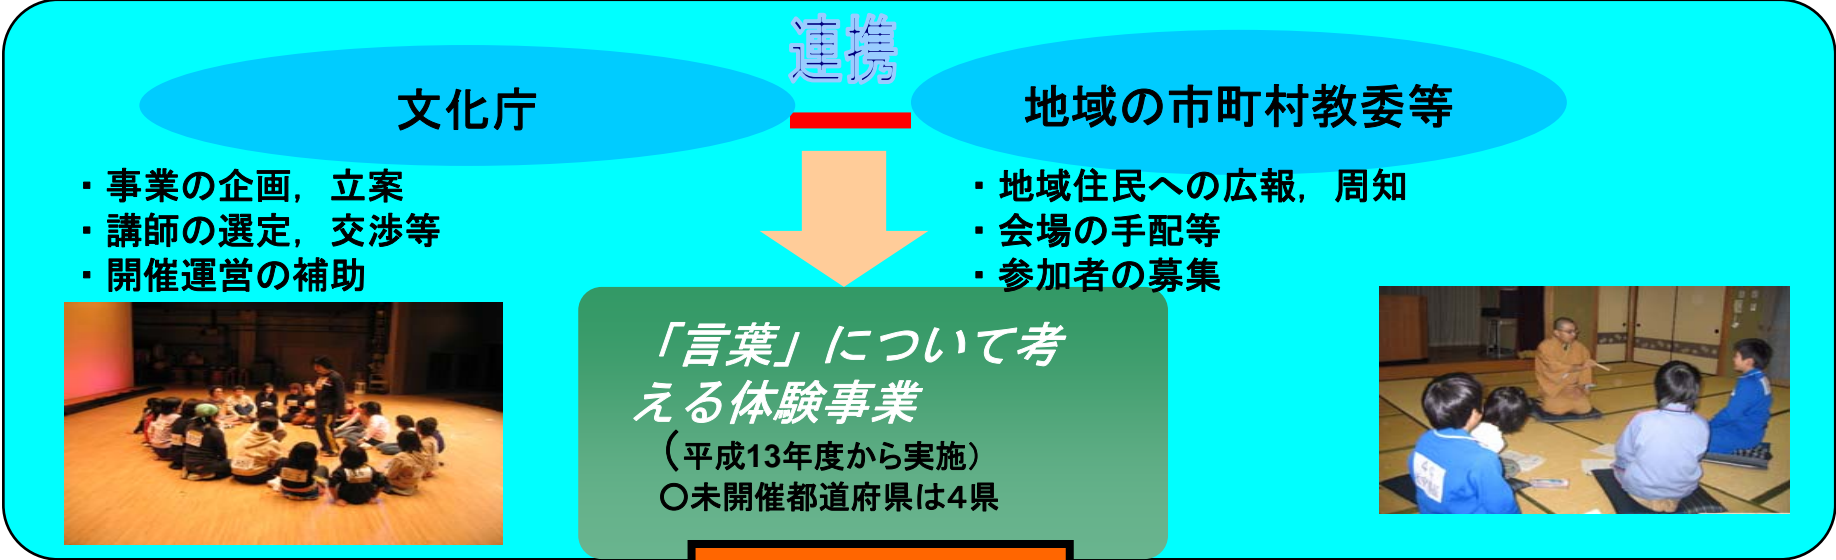 連携
文化庁
地域の市町村教委等
・事業の企画，立案
・講師の選定，交渉等
・開催運営の補助
・地域住民への広報，周知
・会場の手配等
・参加者の募集
「言葉」について考
える体験事業
（平成13年度から実施）
○未開催都道府県は４県